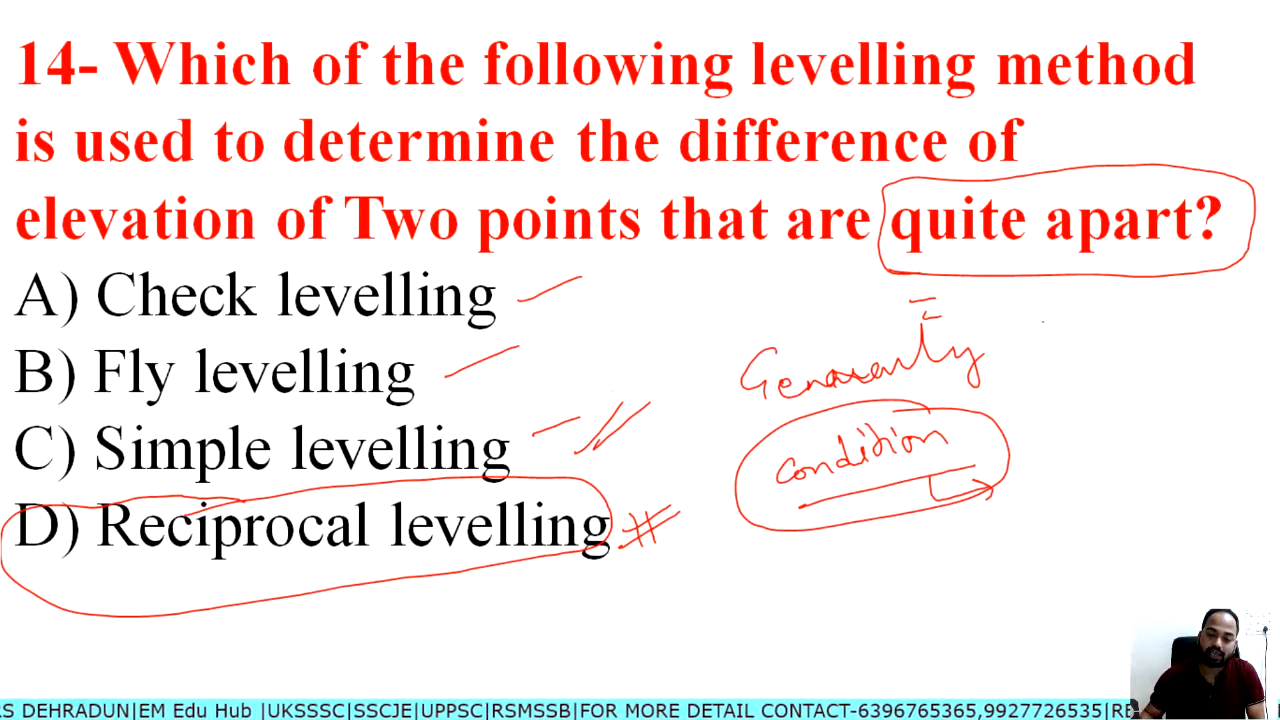 14- Which of the following levelling method
is used to determine the difference of
elevation of Two points that are quite apart?
A) Check levelling
B) Fly levelling
C) Simple levelling
D) Reciprocal levelling
condition
RS DEHRADUN|EM Edu Hub |UKSSSC|SSCJE|UPPSC|RSMSSB|FOR MORE DETAIL CONTACT-6396765365,9927726535|RE